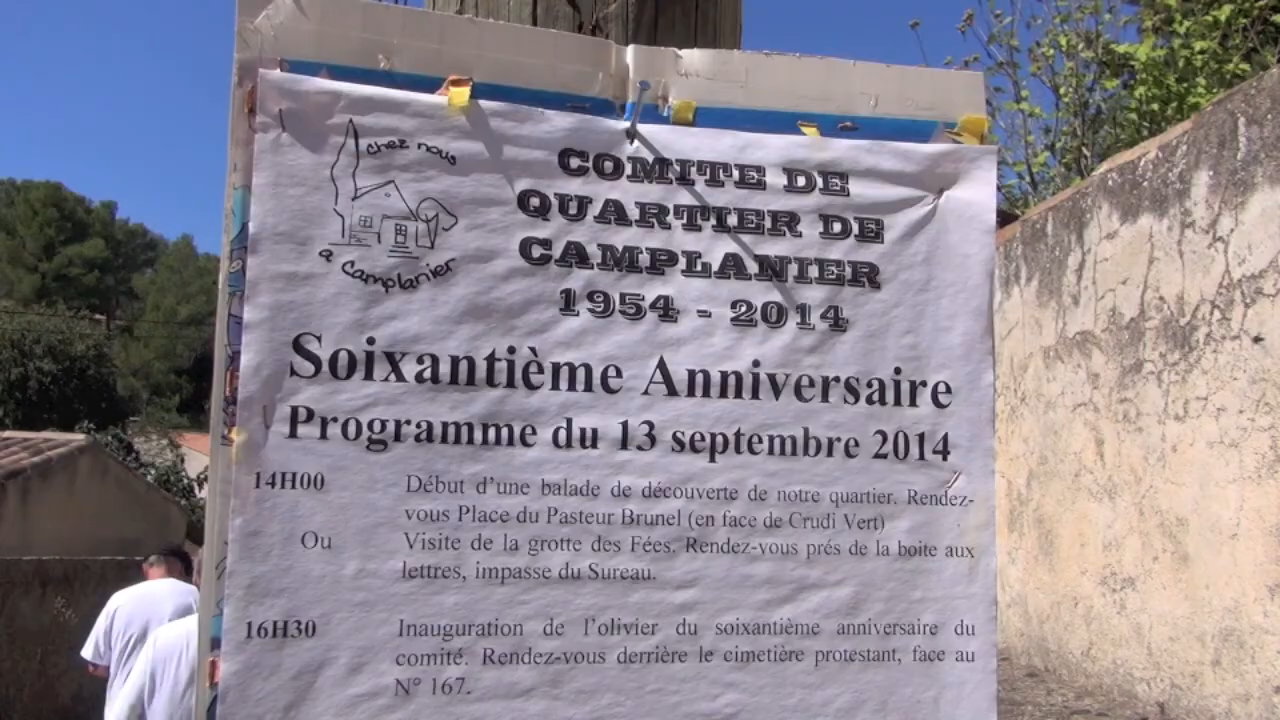 chez nous
a Camplanier
COMITE DE
QUARTIER DE
CAMPLANIER
1954 - 2014
Soixantième Anniversaire
Programme du 13 septembre 2014
14H00 Début d'une balade de découverte de notre quartier. Rendez-
vous Place du Pasteur Brunel (en face de Crudi Vert)
Ou Visite de la grotte des Fées. Rendez-vous prés de la boite aux
lettres, impasse du Sureau.
16H30 Inauguration de l'olivier du soixantième anniversaire du
comité. Rendez-vous derrière le cimetière protestant, face au
N° 167.